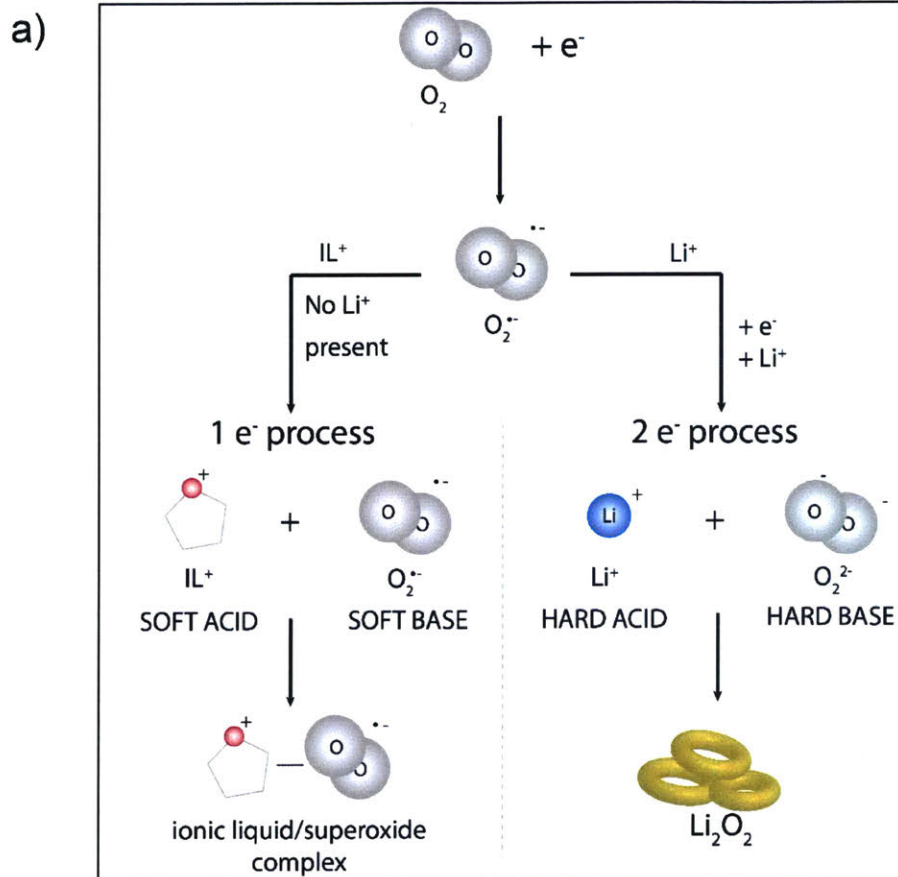 a)
O O + e⁻
O₂
IL⁺ O O •- Li⁺
No Li⁺
present
O₂•⁻
+ e⁻
+ Li⁺
1 e⁻ process 2 e⁻ process
+ + O O •- Li + + O - O -
IL⁺ O₂•⁻ Li⁺ O₂²⁻
SOFT ACID SOFT BASE HARD ACID HARD BASE
+ O O •-
ionic liquid/superoxide
complex
Li₂O₂